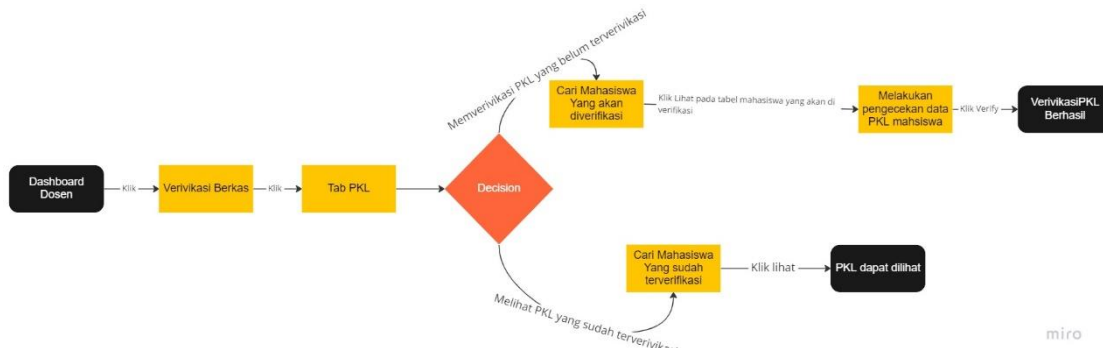 Memverivikasi PKL yang belum terverivikasi
Cari Mahasiswa
Yang akan
diverifikasi
Klik Lihat pada tabel mahasiswa yang akan di
verifikasi
Melakukan
pengecekan data
PKL mahsiswa
Klik Verify
VerivikasiPKL
Berhasil
Dashboard
Dosen
Klik
Verivikasi Berkas
Klik
Tab PKL
Decision
Cari Mahasiswa
Yang sudah
terverifikasi
Klik lihat
PKL dapat dilihat
Melihat PKL yang sudah terverivikasi
miro